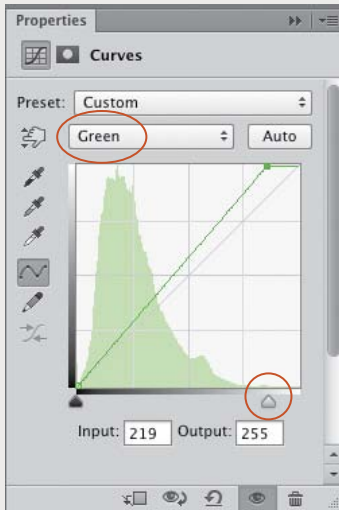 Properties
Curves
Preset: Custom
Green Auto
Input: 219 Output: 255